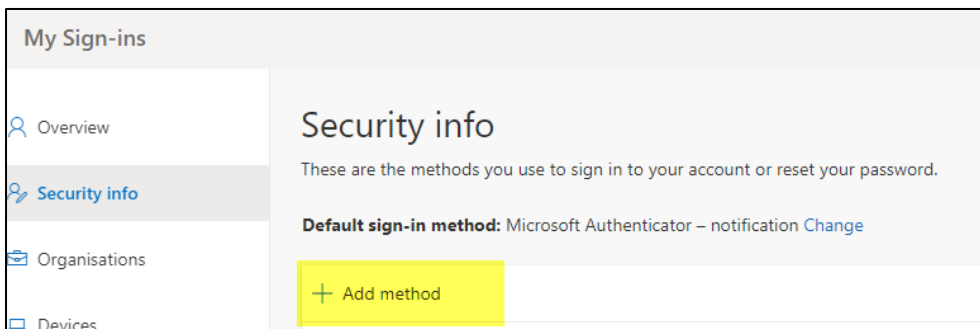 My Sign-ins
Overview
Security info
Organisations
Devices
Security info
These are the methods you use to sign in to your account or reset your password.
Default sign-in method: Microsoft Authenticator – notification Change
+ Add method